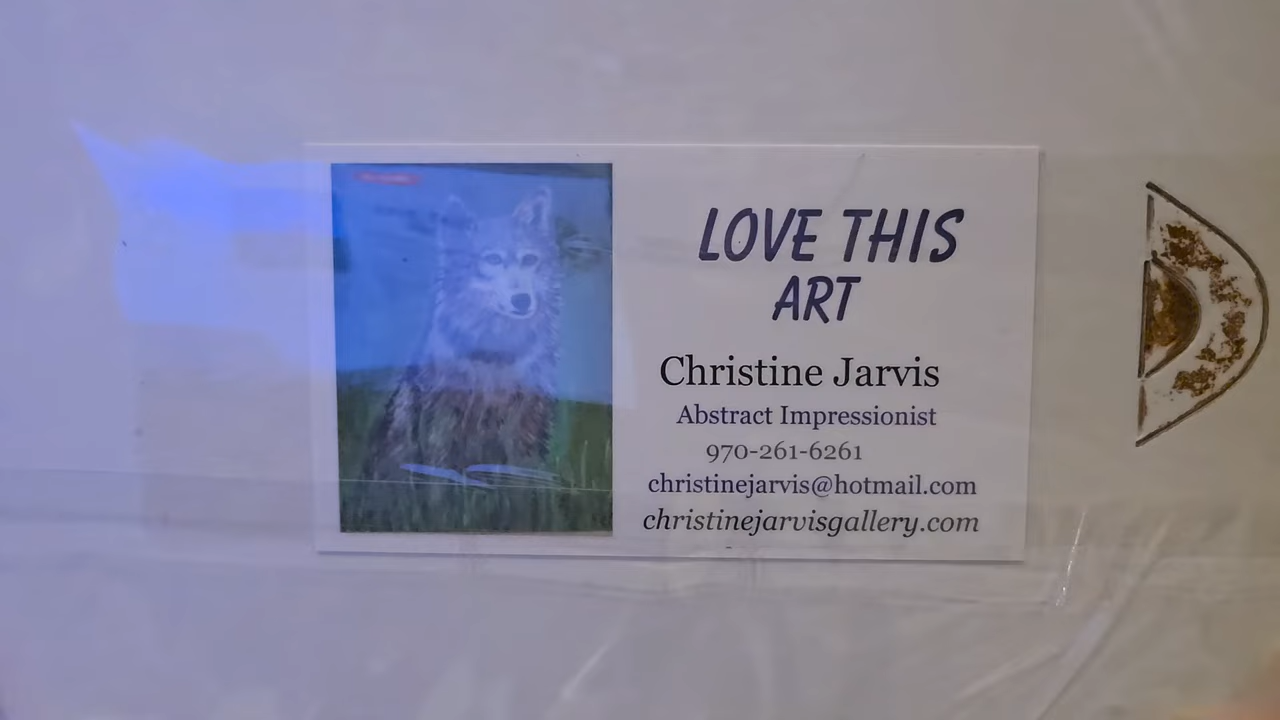 LOVE THIS
ART
Christine Jarvis
Abstract Impressionist
970-261-6261
christinejarvis@hotmail.com
christinejarvisgallery.com